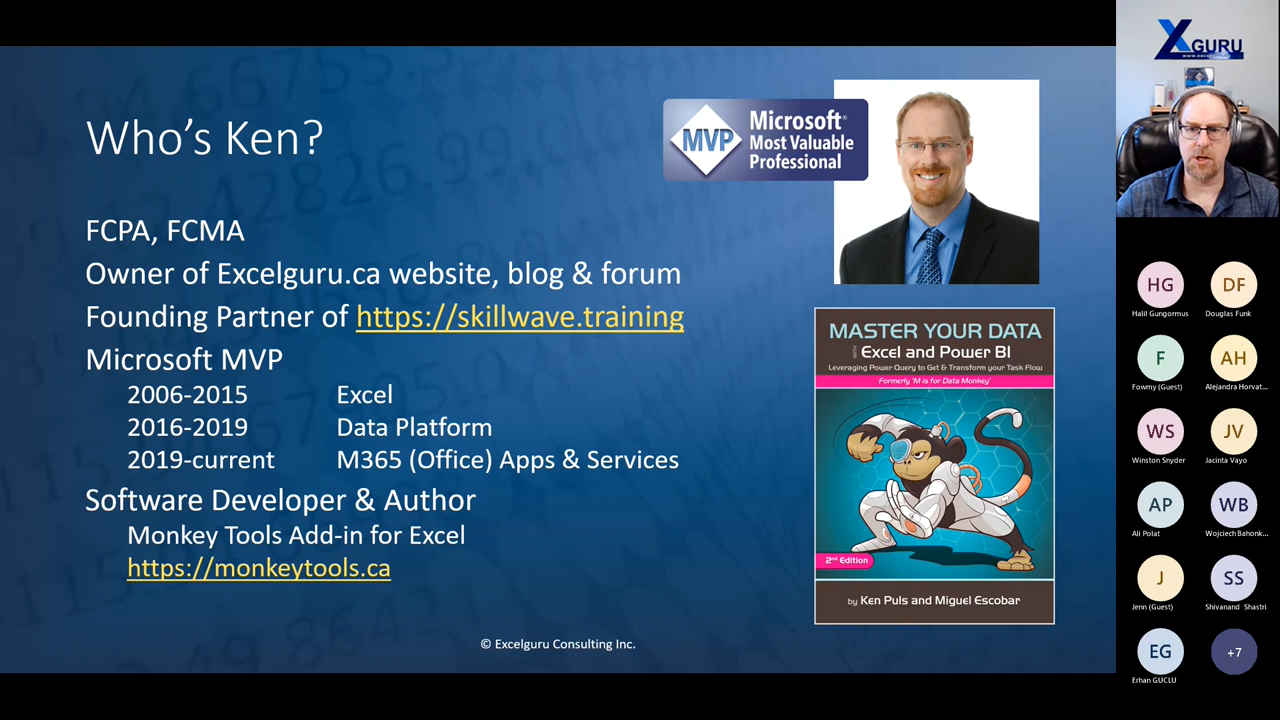 Who's Ken?
FCPA, FCMA
Owner of Excelguru.ca website, blog & forum
Founding Partner of https://skillwave.training
Microsoft MVP
2006-2015 Excel
2016-2019 Data Platform
2019-current M365 (Office) Apps & Services
Software Developer & Author
Monkey Tools Add-in for Excel
https://monkeytools.ca
© Excelguru Consulting Inc.
MVP
Microsoft®
Most Valuable
Professional
MASTER YOUR DATA
WITH Excel and Power BI
Leveraging Power Query to Get & Transform your Task Flow
Formerly 'M is for Data Monkey'
2nd Edition
by Ken Puls and Miguel Escobar
X GURU
HG
Halil Gungormus
DF
Douglas Funk
F
Fowmy (Guest)
AH
Alejandra Horvat...
WS
Winston Snyder
JV
Jacinta Vayo
AP
Ali Polat
WB
Wojciech Bahonk...
J
Jenn (Guest)
SS
Shivanand Shastri
EG
Erhan GUCLU
+7